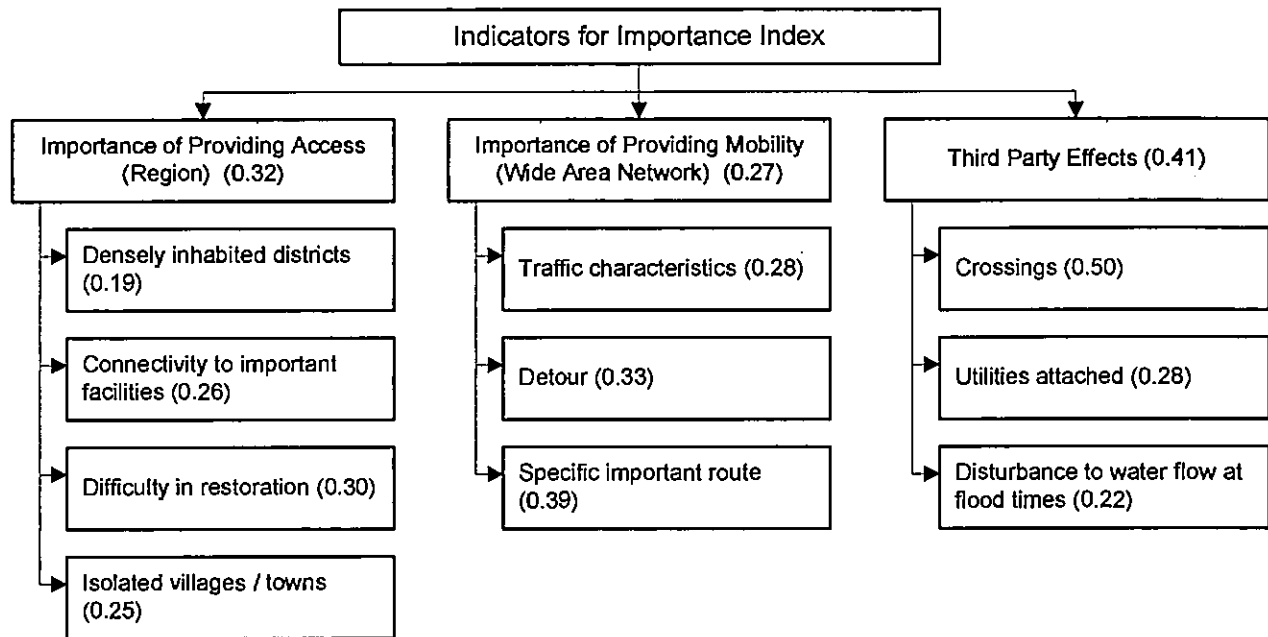 Indicators for Importance Index
Importance of Providing Access
(Region) (0.32)
Densely inhabited districts
(0.19)
Connectivity to important
facilities (0.26)
Difficulty in restoration (0.30)
Isolated villages / towns
(0.25)
Importance of Providing Mobility
(Wide Area Network) (0.27)
Traffic characteristics (0.28)
Detour (0.33)
Specific important route
(0.39)
Third Party Effects (0.41)
Crossings (0.50)
Utilities attached (0.28)
Disturbance to water flow at
flood times (0.22)